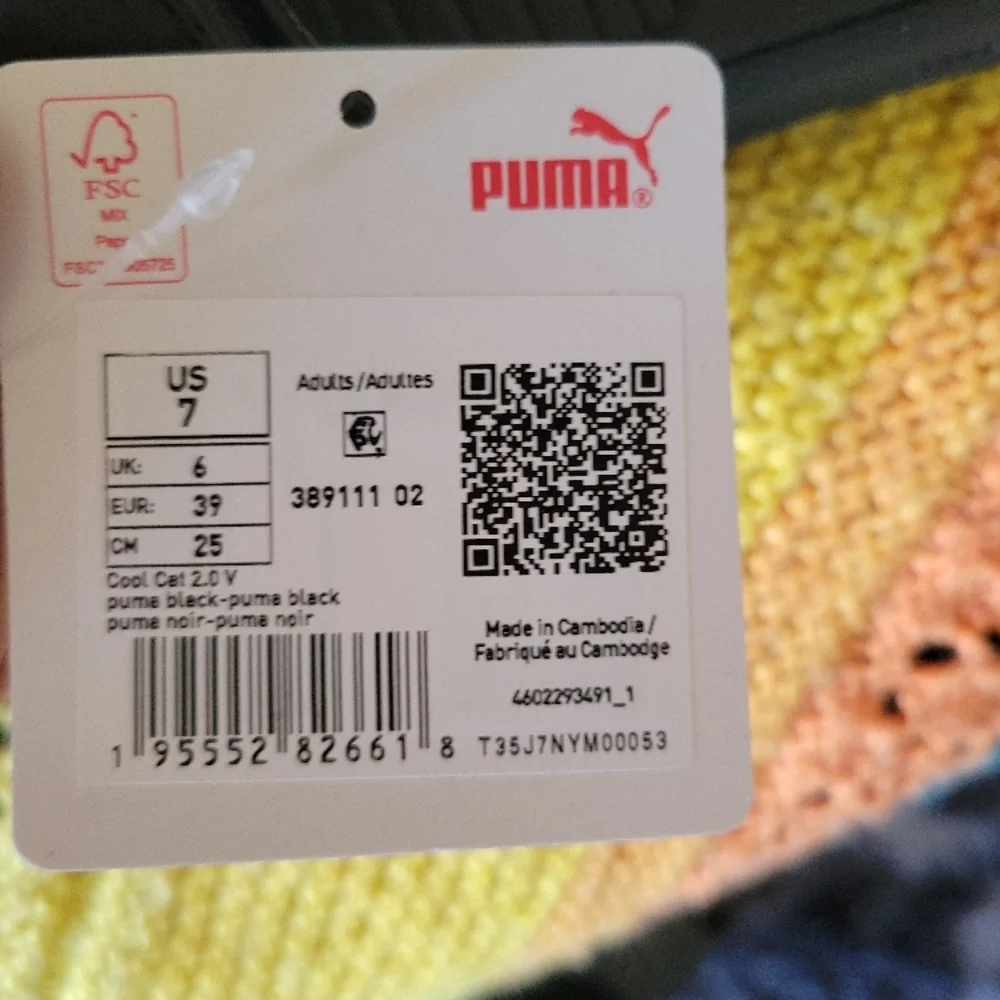 FSC
MIX
PUMA®
US
7
UK: 6
EUR: 39
CM 25
Adults/Adultes
389111 02
Cool Cat 2.0 V
puma black-puma black
puma noir-puma noir
Made in Cambodia/
Fabriqué au Cambodge
4602293491_1
1 95552 82661 8
T35J7NYM00053